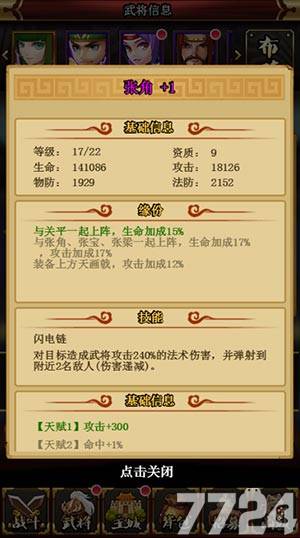 武将信息
布
张角 +1
基础信息
等级: 17/22 资质: 9
生命: 141086 攻击: 18126
物防: 1929 法防: 2152
缘份
与关平一起上阵，生命加成15%
与张角、张宝、张梁一起上阵，生命加成17%
，攻击加成17%
装备上方天画戟，攻击加成12%
技能
闪电链
对目标造成武将攻击240%的法术伤害，并弹射到
附近2名敌人(伤害递减)。
基础信息
【天赋1】攻击+300
【天赋2】命中+1%
点击关闭
战斗 武将 主城 背包
7724